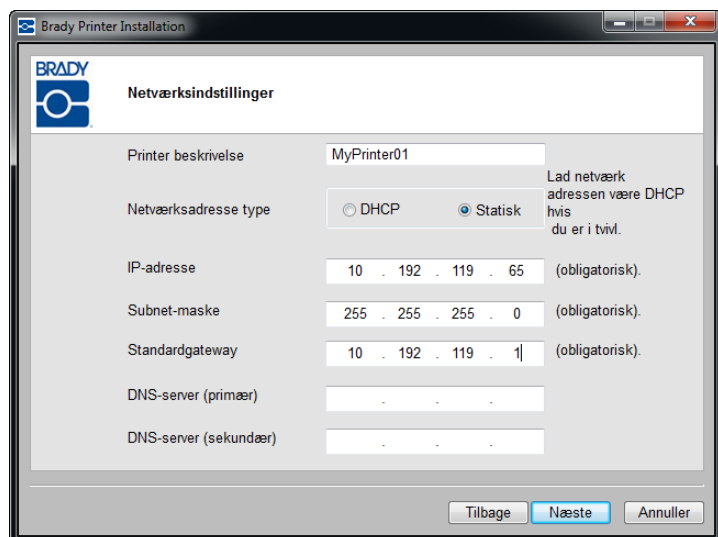 Brady Printer Installation
BRADY
Netværksindstillinger
Printer beskrivelse
MyPrinter01
Netværksadresse type
DHCP
Statisk
Lad netværk
adressen være DHCP
hvis
du er i tvivl.
IP-adresse
10 . 192 . 119 . 65
(obligatorisk).
Subnet-maske
255 . 255 . 255 . 0
(obligatorisk).
Standardgateway
10 . 192 . 119 . 1
(obligatorisk).
DNS-server (primær)
. . .
DNS-server (sekundær)
. . .
Tilbage
Næste
Annuller